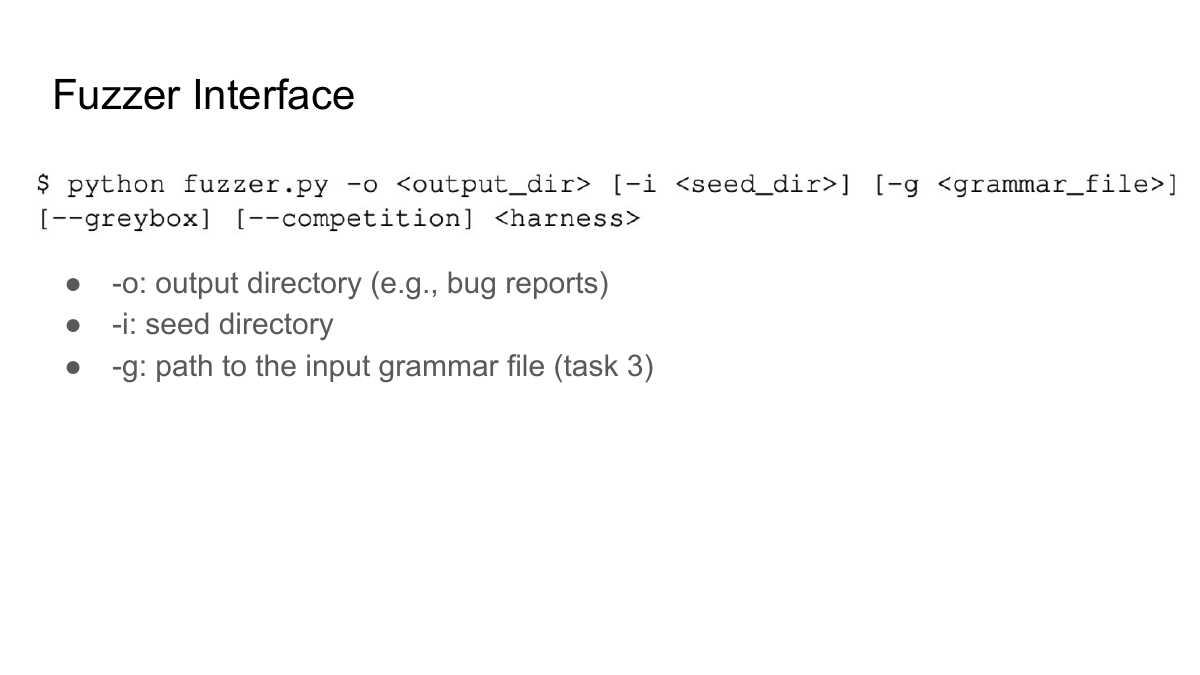 Fuzzer Interface
$ python fuzzer.py -o <output_dir> [-i <seed_dir>] [-g <grammar_file>]
[--greybox] [--competition] <harness>
● -o: output directory (e.g., bug reports)
● -i: seed directory
● -g: path to the input grammar file (task 3)